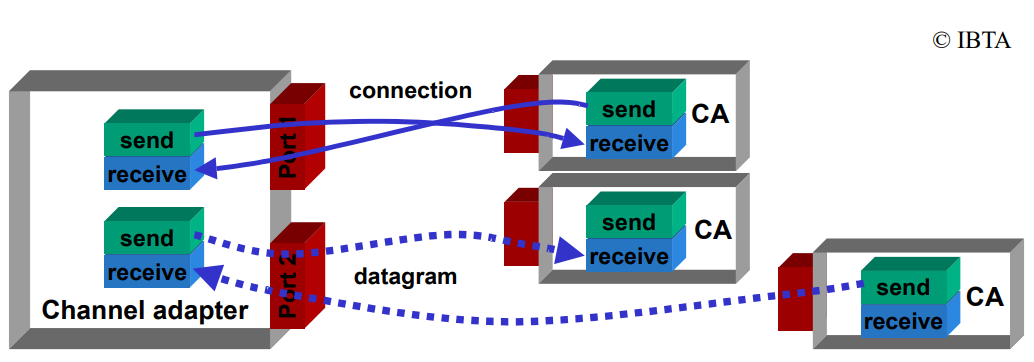 © IBTA
connection
send
receive
Port 1
send
receive
CA
send
receive
Port 2
datagram
send
receive
CA
Channel adapter
send
receive
CA